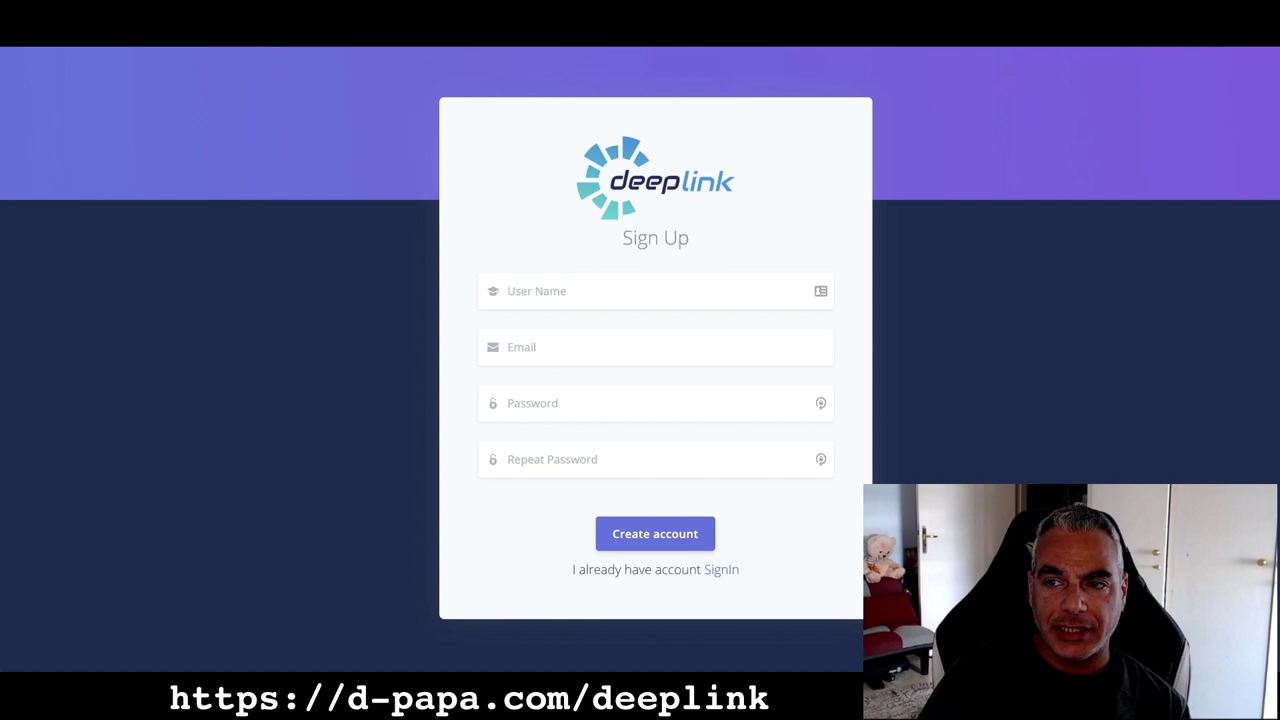 deeplink
Sign Up
User Name
Email
Password
Repeat Password
Create account
I already have account SignIn
https://d-papa.com/deeplink